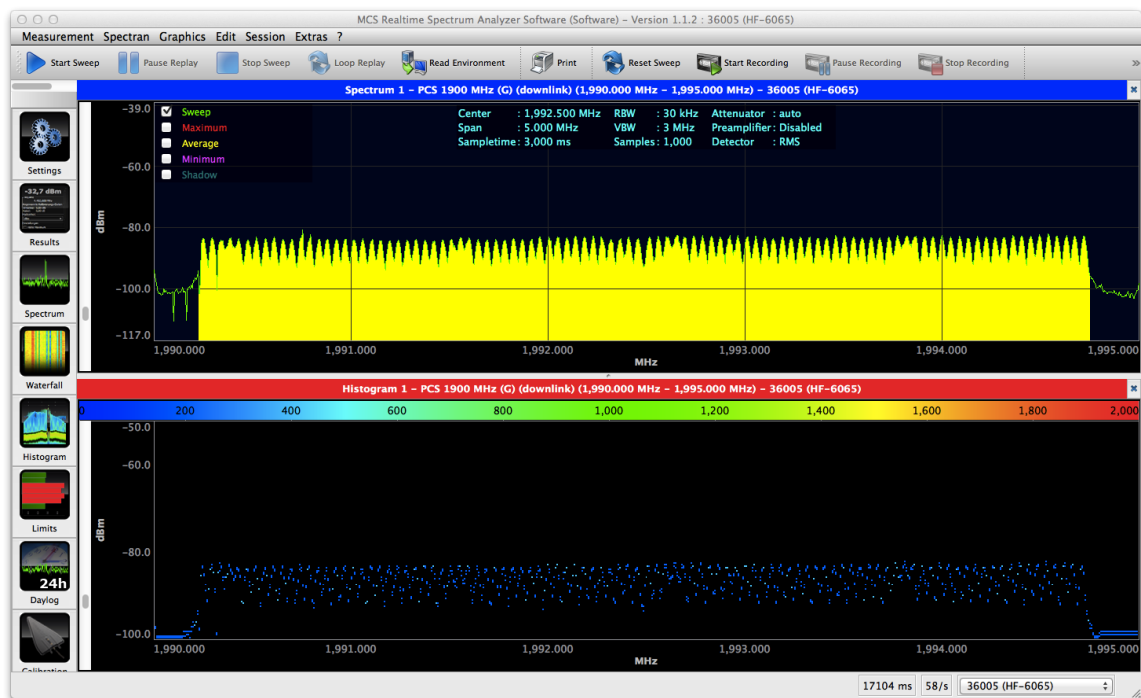 MCS Realtime Spectrum Analyzer Software (Software) – Version 1.1.2 : 36005 (HF-6065)
Measurement Spectran Graphics Edit Session Extras ?
Start Sweep Pause Replay Stop Sweep Loop Replay Read Environment Print Reset Sweep Start Recording Pause Recording Stop Recording »
Settings
-32,7 dBm
Results
Spectrum
Waterfall
Histogram
Limits
24h
Daylog
Calibration
Spectrum 1 – PCS 1900 MHz (G) (downlink) (1,990.000 MHz – 1,995.000 MHz) – 36005 (HF-6065)
Sweep
Maximum
Average
Minimum
Shadow
Center : 1,992.500 MHz RBW : 30 kHz Attenuator : auto
Span : 5.000 MHz VBW : 3 MHz Preamplifier : Disabled
Sampletime : 3,000 ms Samples : 1,000 Detector : RMS
-39.0
-60.0
-80.0
-100.0
-117.0
dBm
1,990.000 1,991.000 1,992.000 1,993.000 1,994.000 1,995.000
MHz
Histogram 1 – PCS 1900 MHz (G) (downlink) (1,990.000 MHz – 1,995.000 MHz) – 36005 (HF-6065)
0 200 400 600 800 1,000 1,200 1,400 1,600 1,800 2,000
-50.0
-60.0
-80.0
-100.0
dBm
1,990.000 1,991.000 1,992.000 1,993.000 1,994.000 1,995.000
MHz
17104 ms 58/s 36005 (HF-6065)